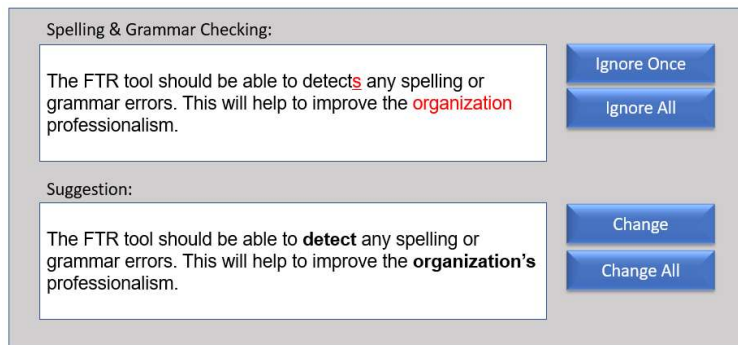 Spelling & Grammar Checking:
The FTR tool should be able to detects any spelling or
grammar errors. This will help to improve the organization
professionalism.
Ignore Once
Ignore All
Suggestion:
The FTR tool should be able to detect any spelling or
grammar errors. This will help to improve the organization’s
professionalism.
Change
Change All